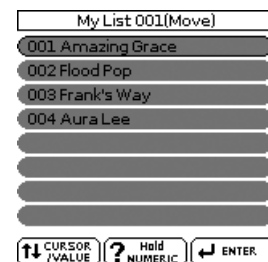 My List 001(Move)
001 Amazing Grace
002 Flood Pop
003 Frank's Way
004 Aura Lee
↑↓ CURSOR /VALUE
? Hold NUMERIC
↵ ENTER